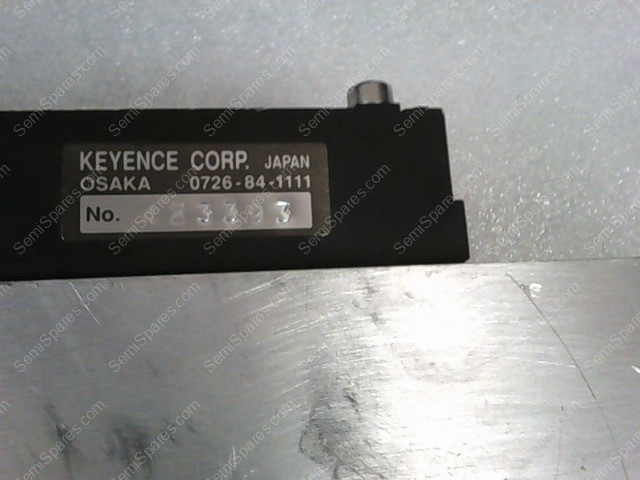 KEYENCE CORP. JAPAN
OSAKA 0726-84-1111
No.
SemiSpares.com